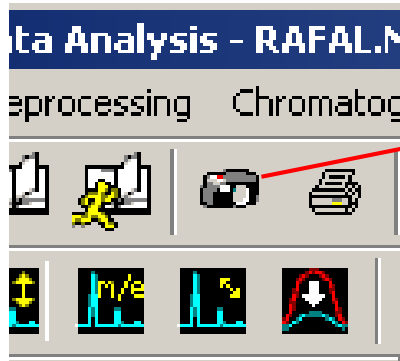 ta Analysis - RAFAL.M
eprocessing Chromatog
m/e